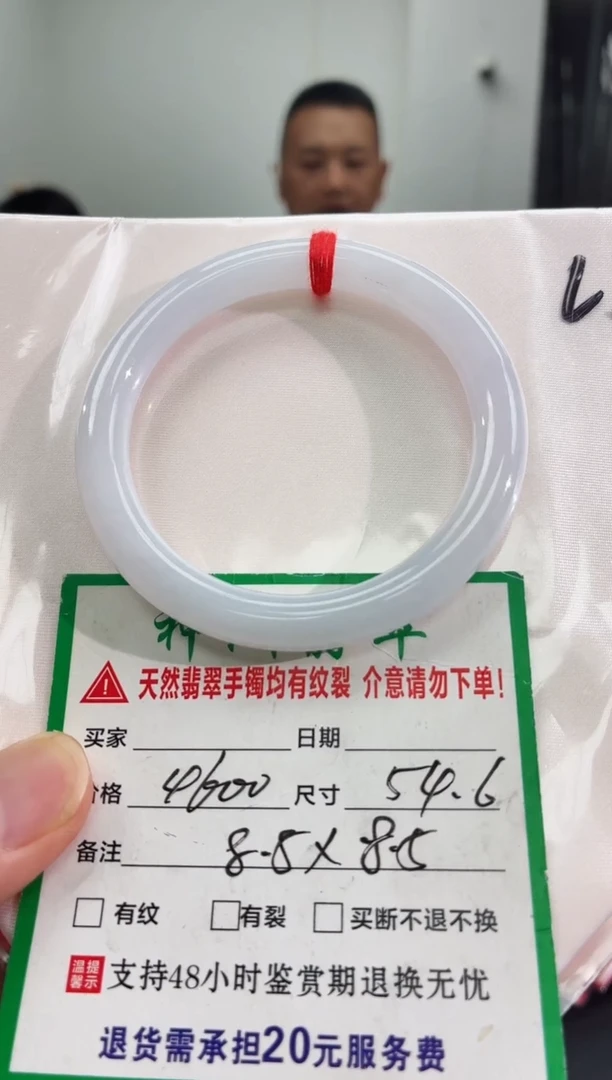 天然翡翠手镯均有纹裂 介意请勿下单!
买家 日期
价格 4600 尺寸 54.6
备注 8.5X8.5
有纹 有裂 买断不退不换
温馨提示 支持48小时鉴赏期退换无忧
退货需承担20元服务费